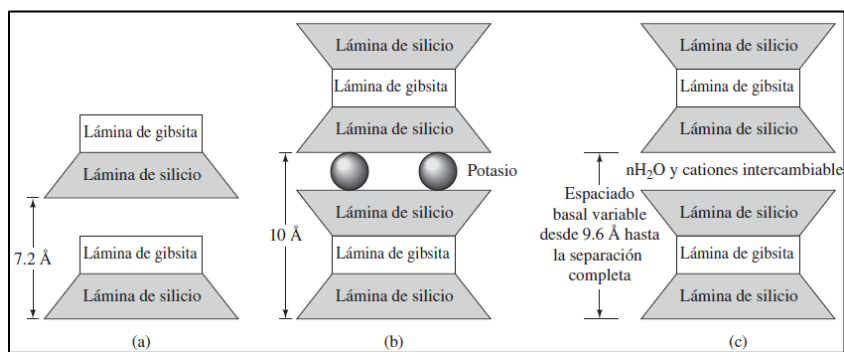 Lámina de gibsita
Lámina de silicio
7.2 Å
Lámina de gibsita
Lámina de silicio
(a)
Lámina de silicio
Lámina de gibsita
Lámina de silicio
Potasio
10 Å
Lámina de silicio
Lámina de gibsita
Lámina de silicio
(b)
Lámina de silicio
Lámina de gibsita
Lámina de silicio
nH₂O y cationes intercambiable
Espaciado
basal variable
desde 9.6 Å hasta
la separación
completa
Lámina de silicio
Lámina de gibsita
Lámina de silicio
(c)